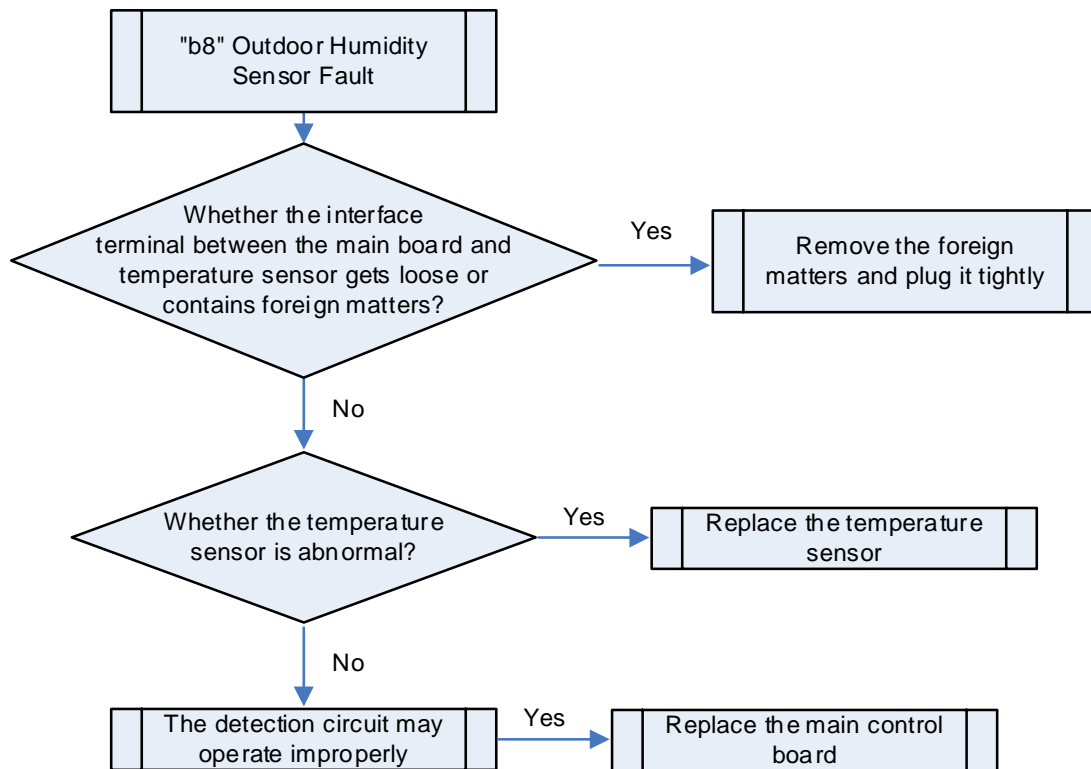 "b8" Outdoor Humidity
Sensor Fault
Whether the interface
terminal between the main board and
temperature sensor gets loose or
contains foreign matters?
Yes
Remove the foreign
matters and plug it tightly
No
Whether the temperature
sensor is abnormal?
Yes
Replace the temperature
sensor
No
The detection circuit may
operate improperly
Yes
Replace the main control
board